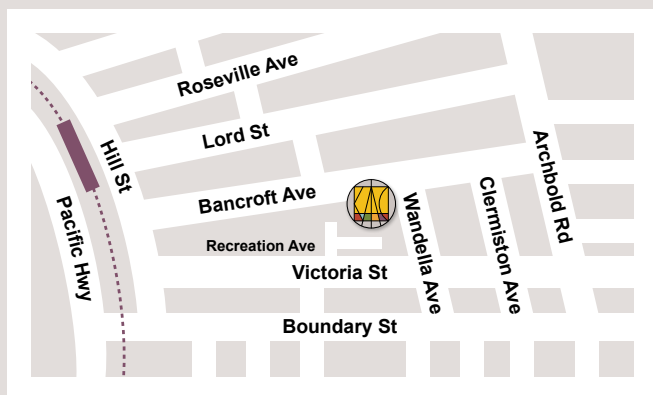 Roseville Ave
Lord St
Hill St
Archbold Rd
Bancroft Ave
Clermiston Ave
Wandella Ave
Pacific Hwy
Recreation Ave
Victoria St
Boundary St